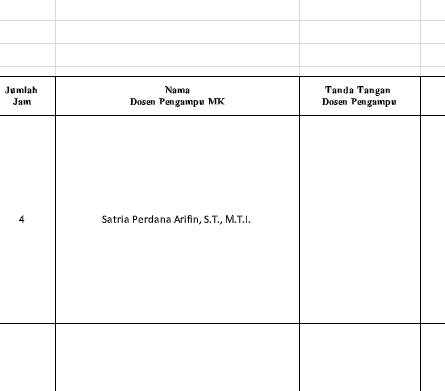 Jumlah
Jam
Nama
Dosen Pengampu MK
Tanda Tangan
Dosen Pengampu
4
Satria Perdana Arifin, S.T., M.T.I.